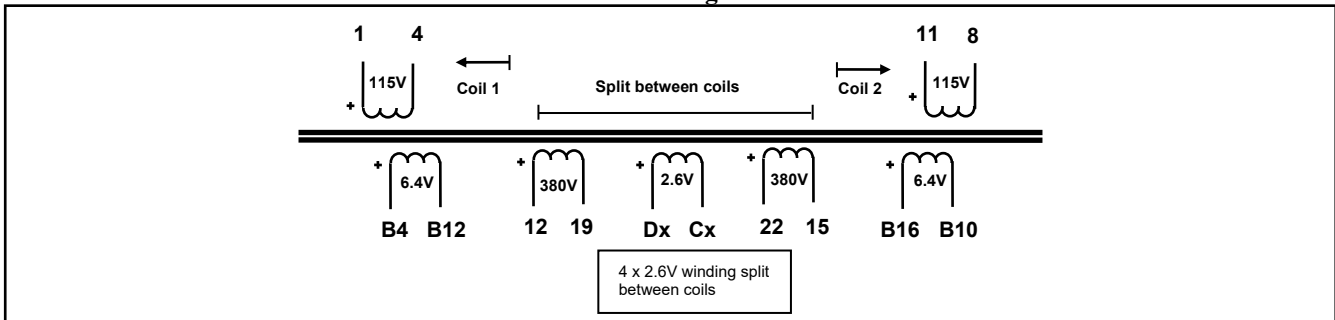 1 4 11 8
115V Coil 1 Split between coils Coil 2 115V
+ +
+ 6.4V + 380V + 2.6V + 380V + 6.4V
B4 B12 12 19 Dx Cx 22 15 B16 B10
4 x 2.6V winding split
between coils